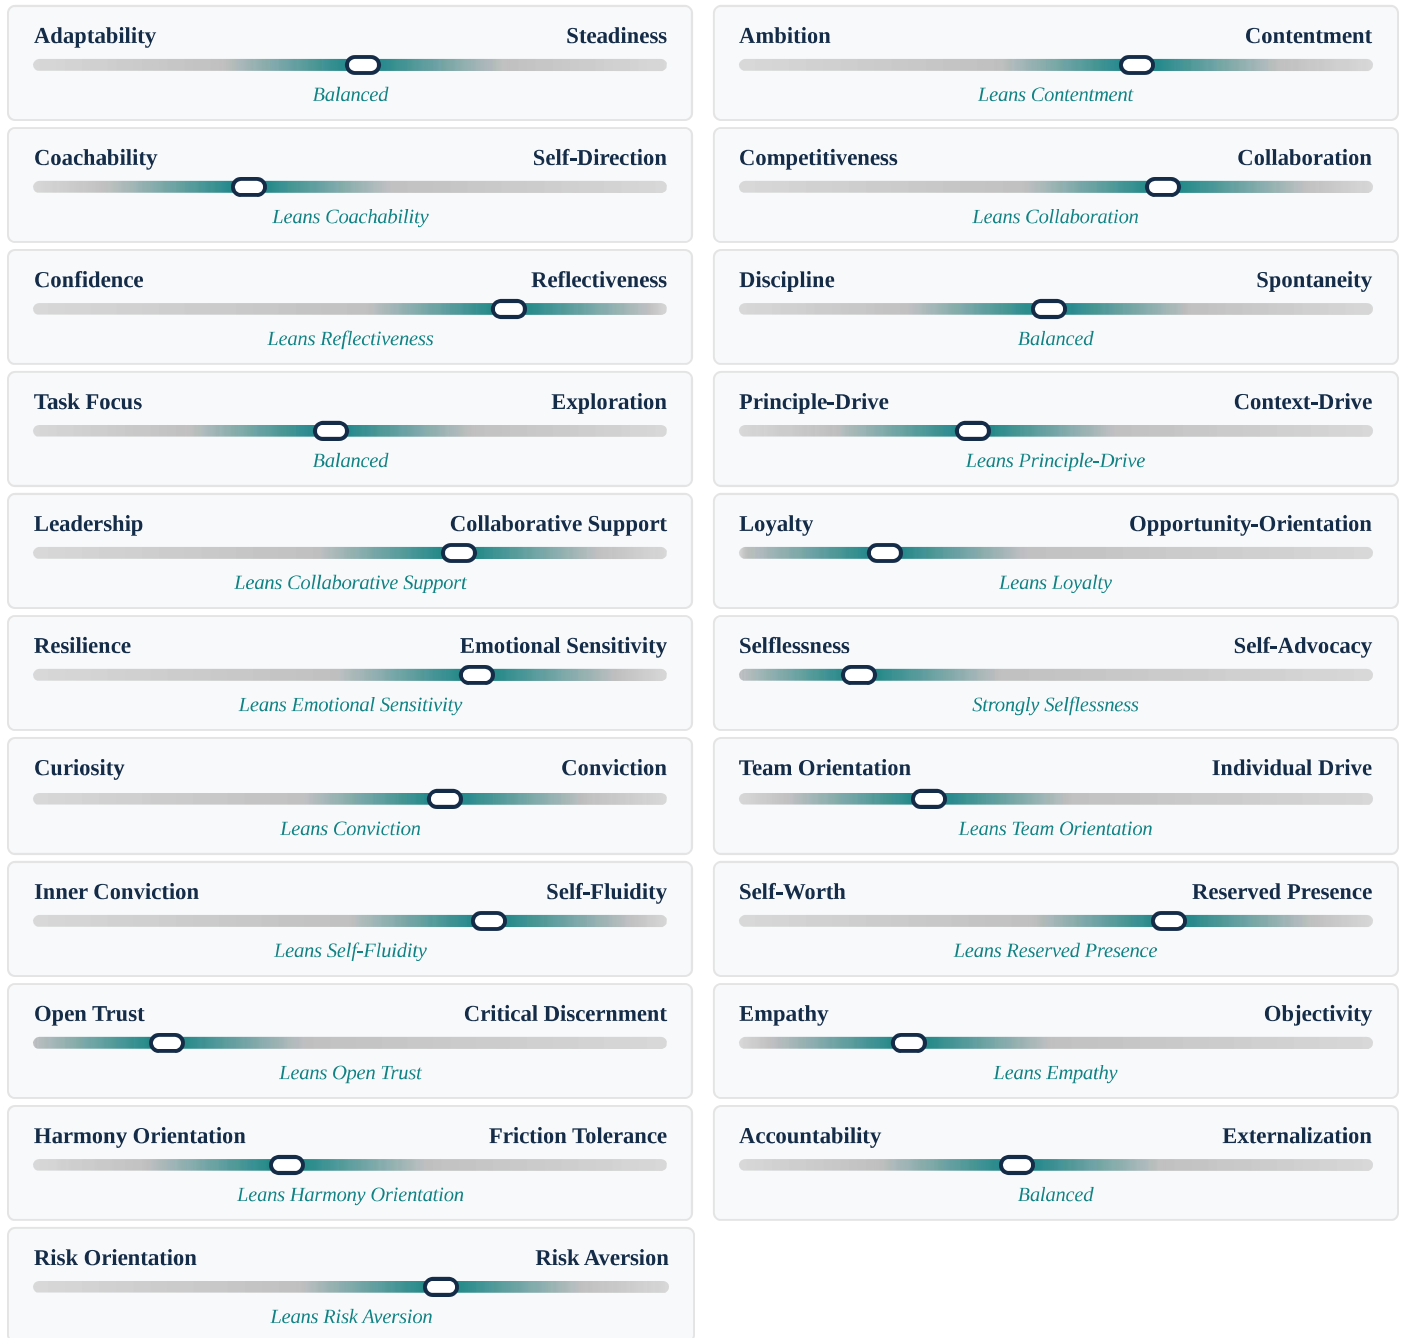 Adaptability Steadiness
Balanced
Ambition Contentment
Leans Contentment
Coachability Self-Direction
Leans Coachability
Competitiveness Collaboration
Leans Collaboration
Confidence Reflectiveness
Leans Reflectiveness
Discipline Spontaneity
Balanced
Task Focus Exploration
Balanced
Principle-Drive Context-Drive
Leans Principle-Drive
Leadership Collaborative Support
Leans Collaborative Support
Loyalty Opportunity-Orientation
Leans Loyalty
Resilience Emotional Sensitivity
Leans Emotional Sensitivity
Selflessness Self-Advocacy
Strongly Selflessness
Curiosity Conviction
Leans Conviction
Team Orientation Individual Drive
Leans Team Orientation
Inner Conviction Self-Fluidity
Leans Self-Fluidity
Self-Worth Reserved Presence
Leans Reserved Presence
Open Trust Critical Discernment
Leans Open Trust
Empathy Objectivity
Leans Empathy
Harmony Orientation Friction Tolerance
Leans Harmony Orientation
Accountability Externalization
Balanced
Risk Orientation Risk Aversion
Leans Risk Aversion